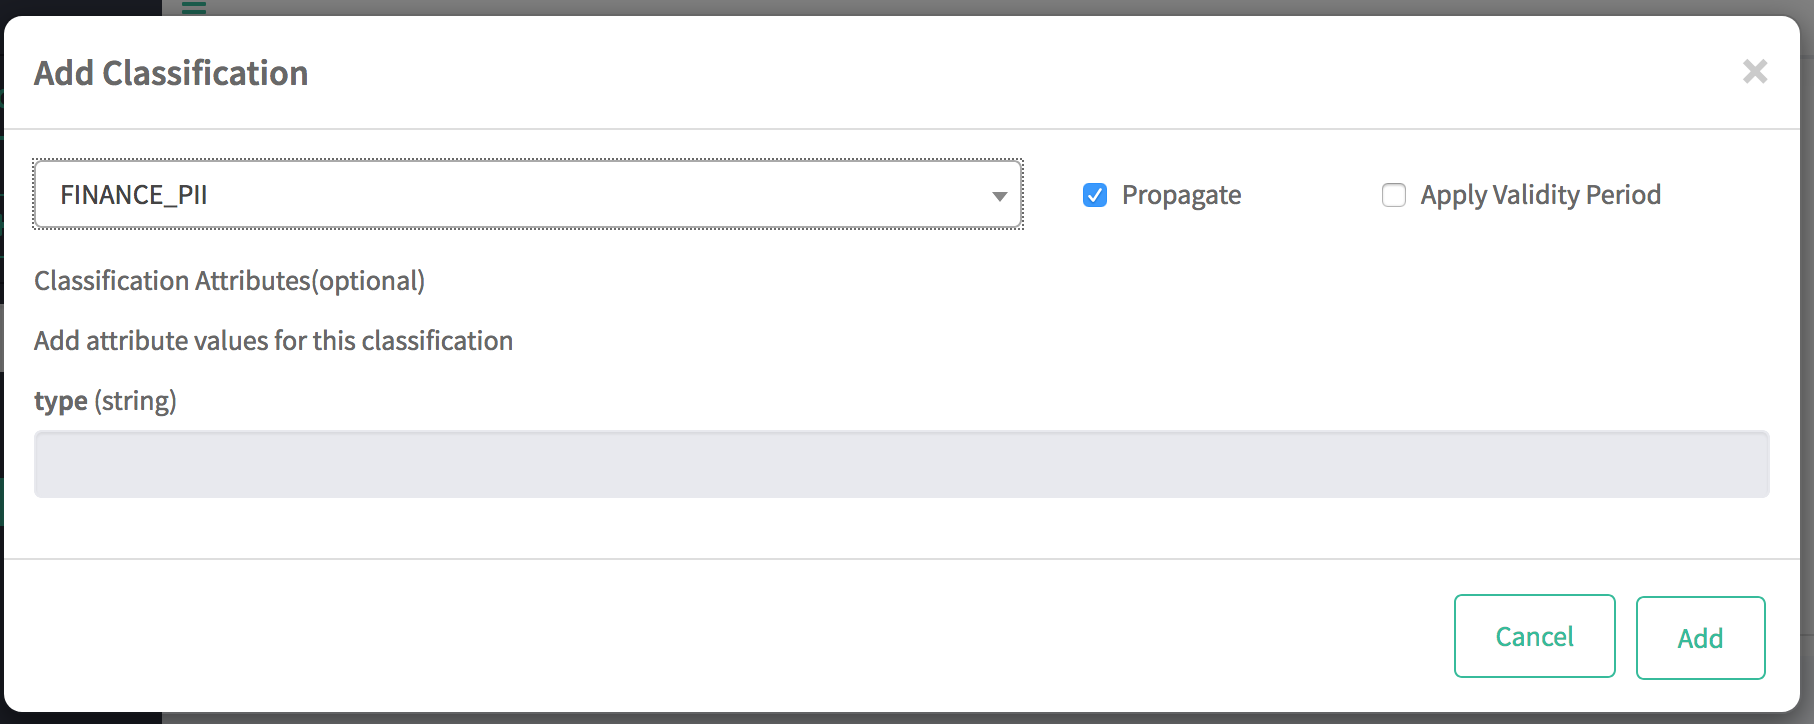 Add Classification
FINANCE_PII
Propagate
Apply Validity Period
Classification Attributes(optional)
Add attribute values for this classification
type (string)
Cancel
Add